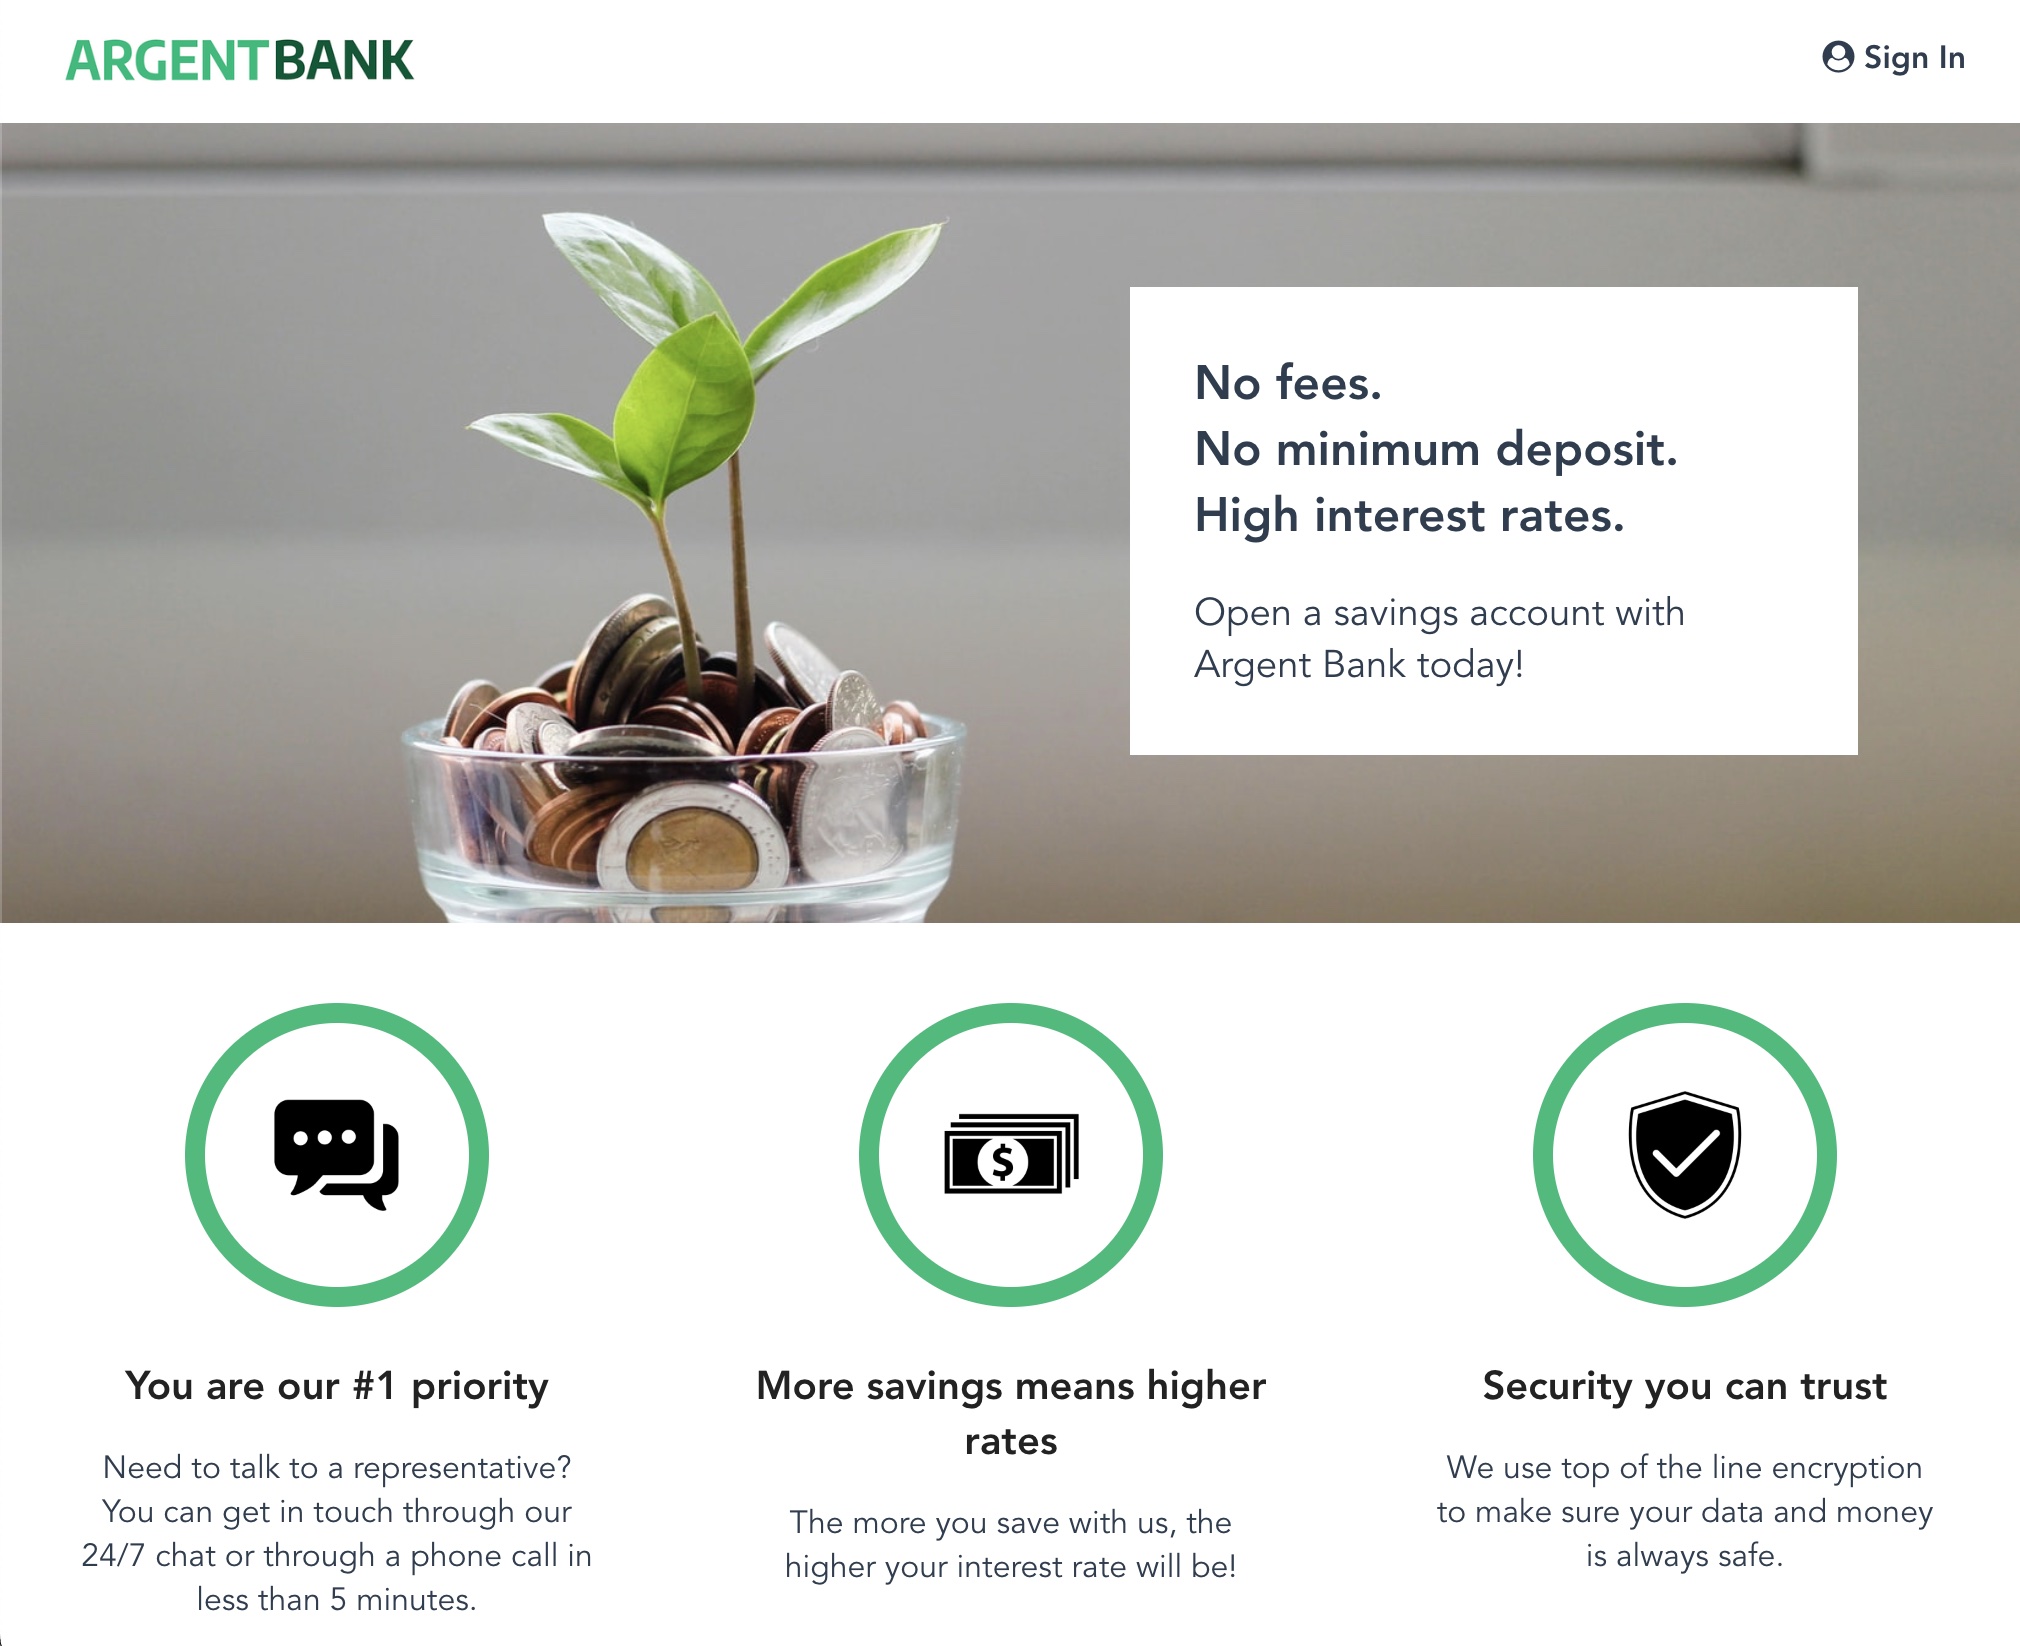 ARGENTBANK
Sign In
No fees.
No minimum deposit.
High interest rates.
Open a savings account with
Argent Bank today!
$
You are our #1 priority
Need to talk to a representative?
You can get in touch through our
24/7 chat or through a phone call in
less than 5 minutes.
More savings means higher
rates
The more you save with us, the
higher your interest rate will be!
Security you can trust
We use top of the line encryption
to make sure your data and money
is always safe.